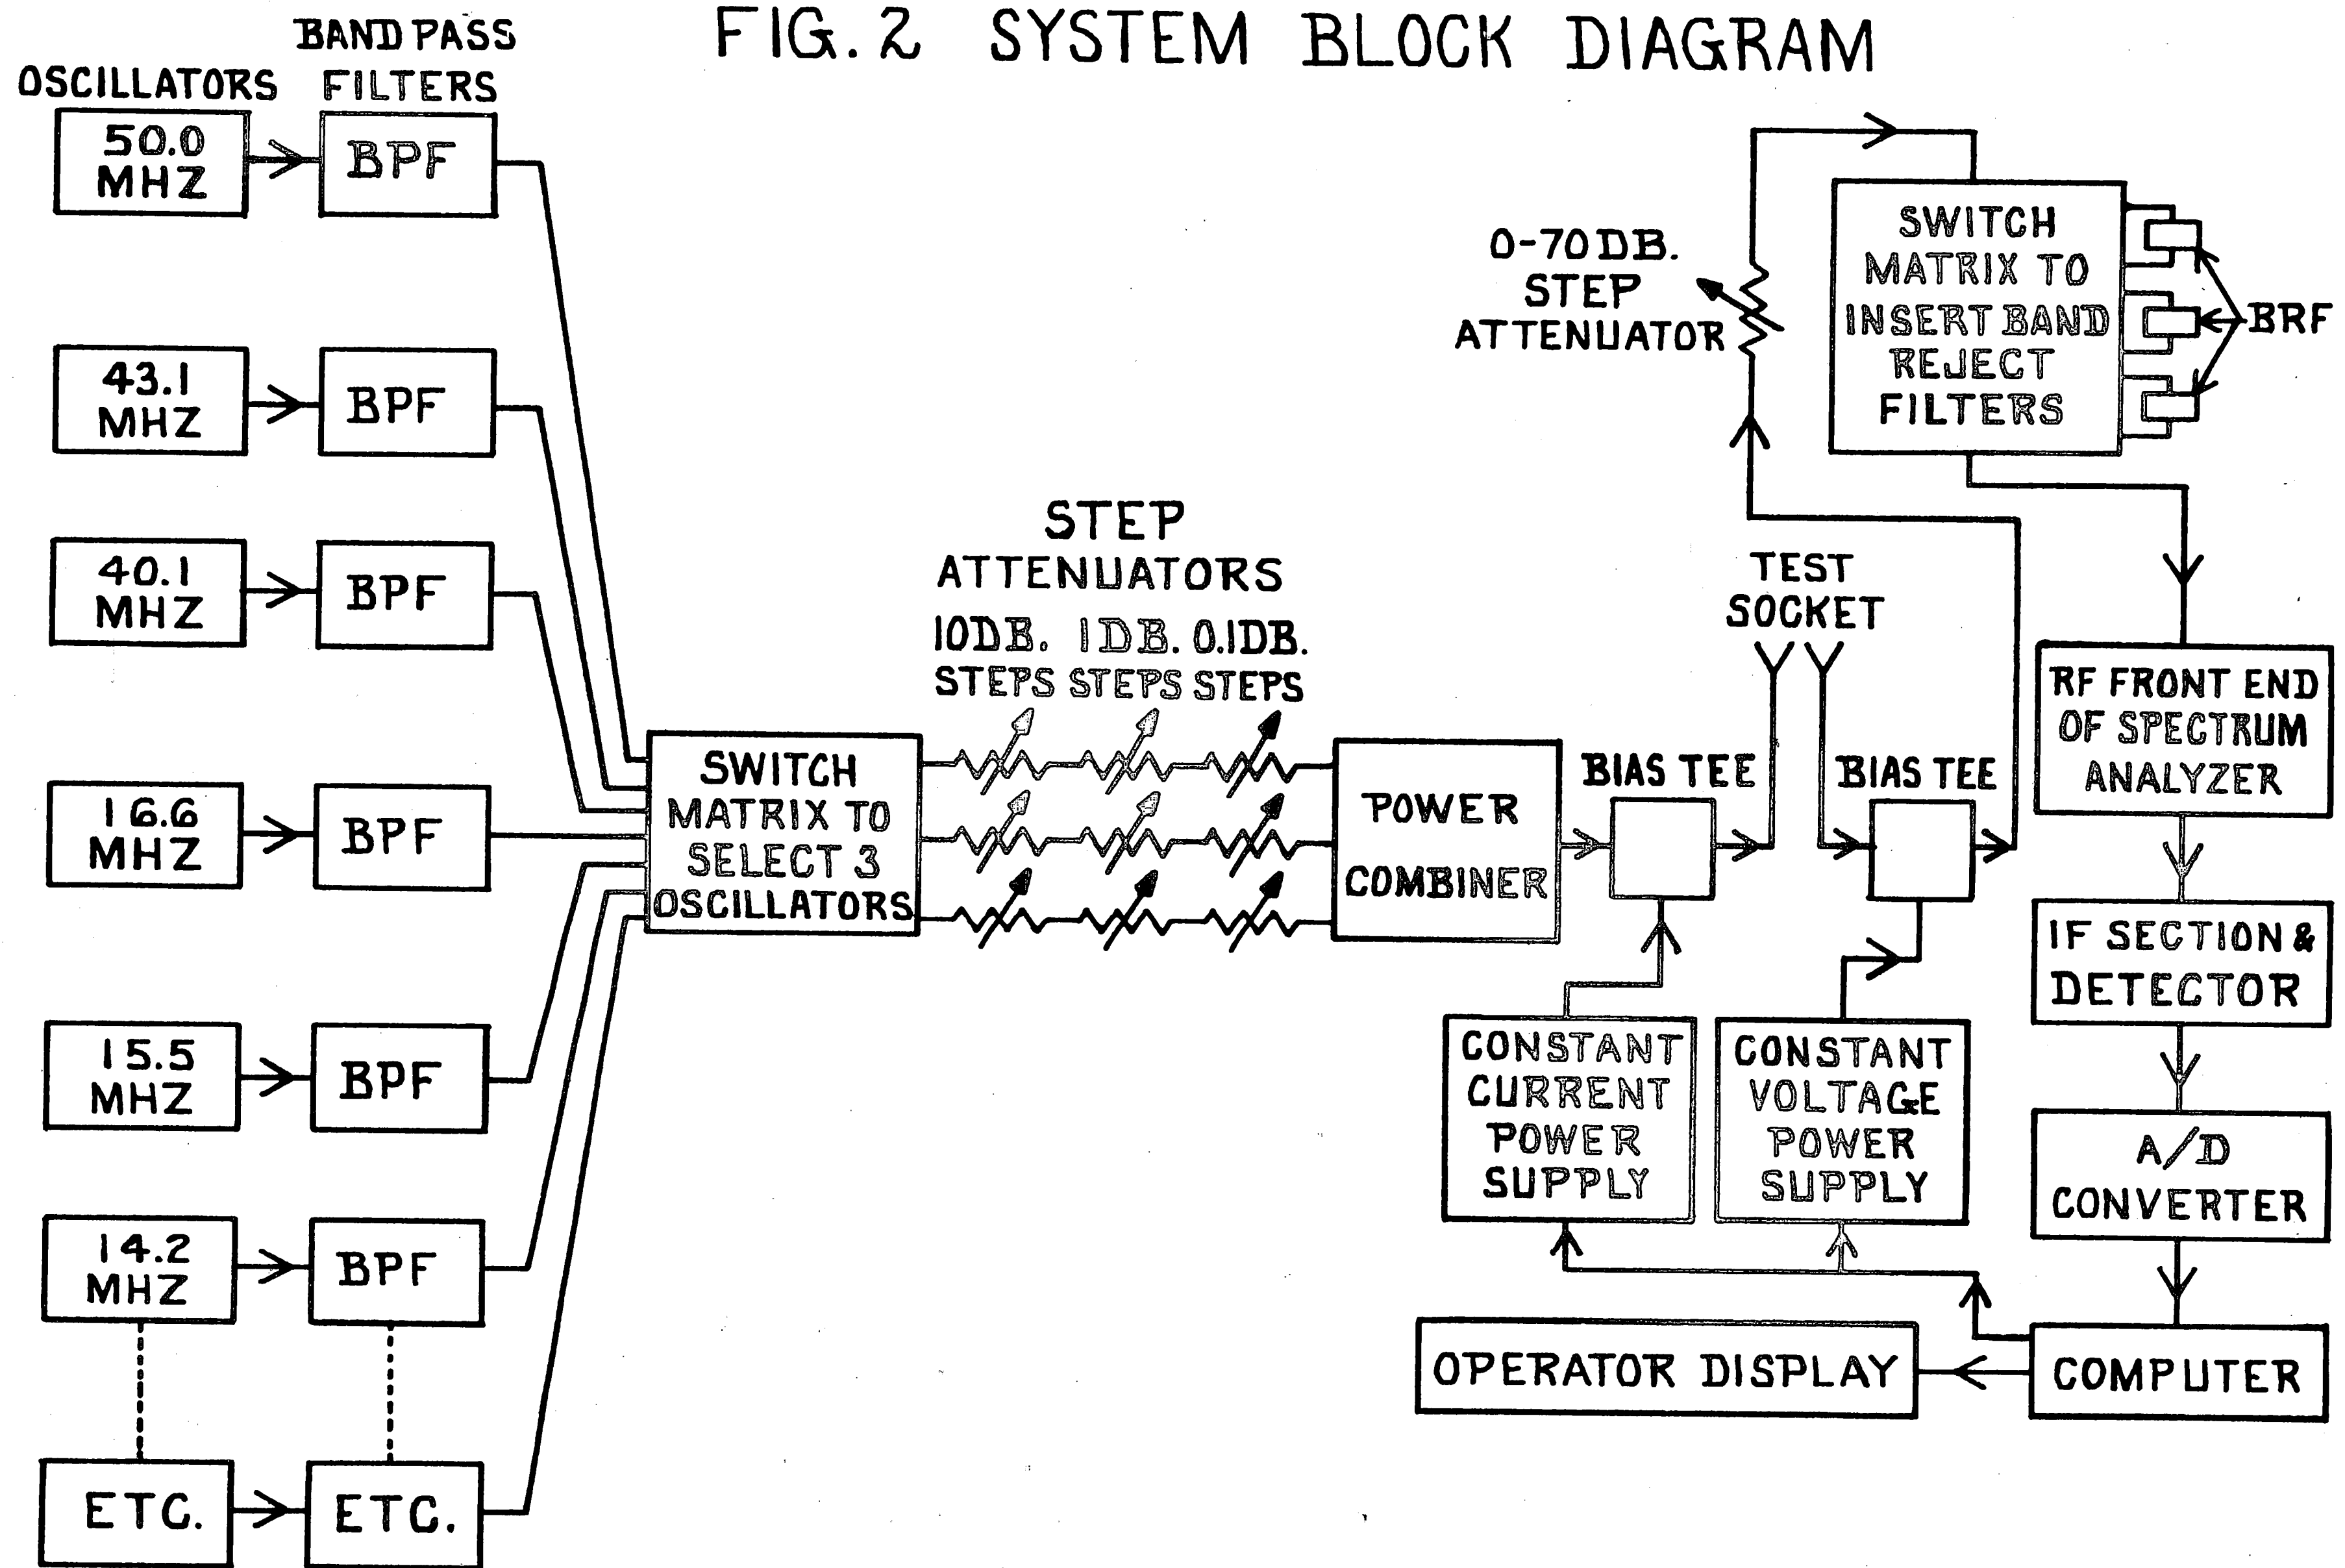 FIG. 2 SYSTEM BLOCK DIAGRAM
OSCILLATORS
BAND PASS
FILTERS
50.0
MHZ
BPF
43.1
MHZ
BPF
40.1
MHZ
BPF
16.6
MHZ
BPF
15.5
MHZ
BPF
14.2
MHZ
BPF
ETC.
ETC.
SWITCH
MATRIX TO
SELECT 3
OSCILLATORS
STEP
ATTENUATORS
10DB. 1DB. 0.1DB.
STEPS STEPS STEPS
POWER
COMBINER
BIAS TEE
TEST
SOCKET
BIAS TEE
CONSTANT
CURRENT
POWER
SUPPLY
CONSTANT
VOLTAGE
POWER
SUPPLY
0-70DB.
STEP
ATTENUATOR
SWITCH
MATRIX TO
INSERT BAND
REJECT
FILTERS
BRF
RF FRONT END
OF SPECTRUM
ANALYZER
IF SECTION &
DETECTOR
A/D
CONVERTER
COMPUTER
OPERATOR DISPLAY